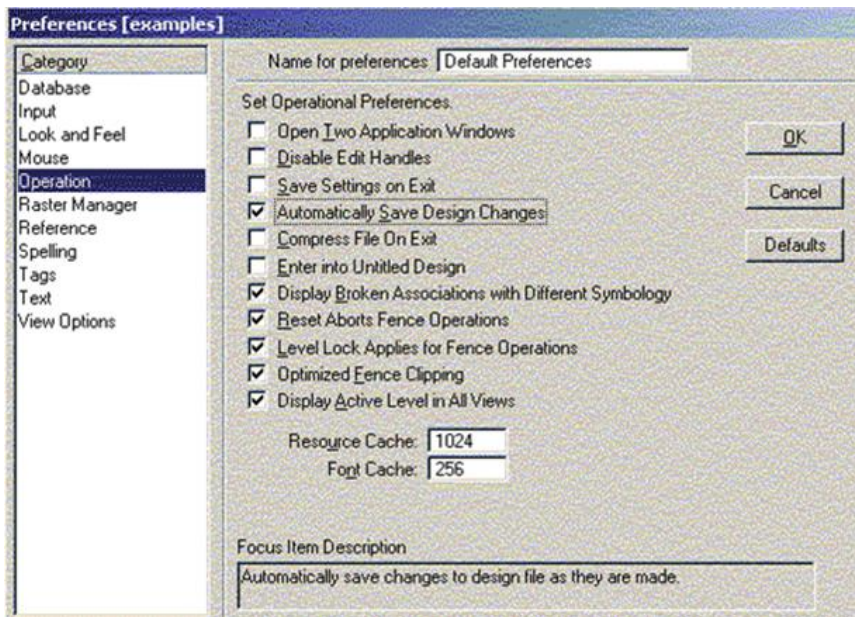 Preferences [examples]
Category
Database
Input
Look and Feel
Mouse
Operation
Raster Manager
Reference
Spelling
Tags
Text
View Options
Name for preferences Default Preferences
Set Operational Preferences.
Open Two Application Windows
Disable Edit Handles
Save Settings on Exit
Automatically Save Design Changes
Compress File On Exit
Enter into Untitled Design
Display Broken Associations with Different Symbology
Reset Aborts Fence Operations
Level Lock Applies for Fence Operations
Optimized Fence Clipping
Display Active Level in All Views
Resource Cache: 1024
Font Cache: 256
OK
Cancel
Defaults
Focus Item Description
Automatically save changes to design file as they are made.